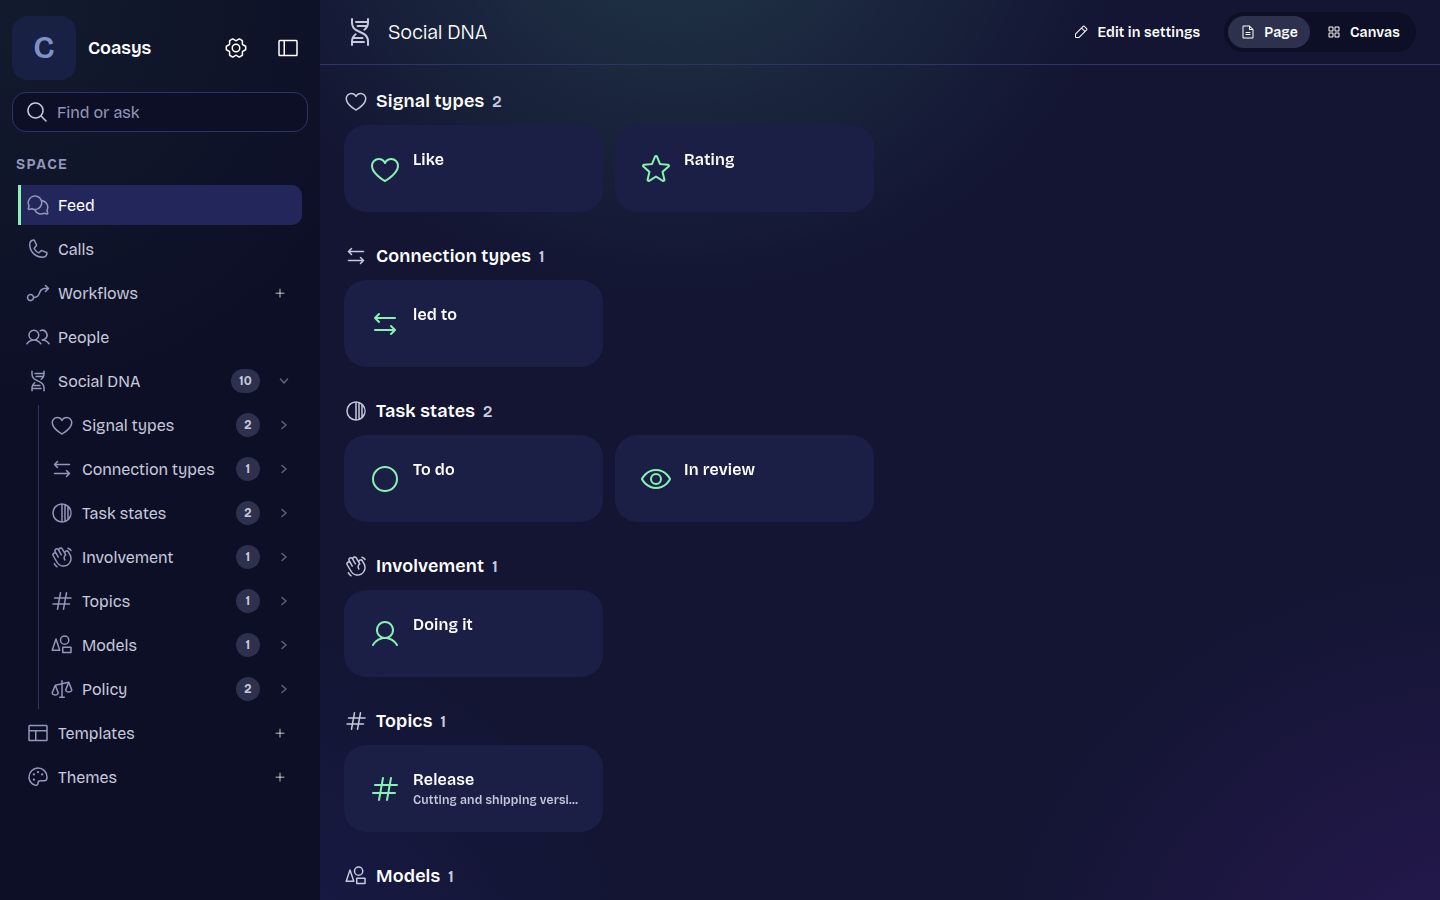 C
Coasys
Find or ask
SPACE
Feed
Calls
Workflows
People
Social DNA 10
Signal types 2
Connection types 1
Task states 2
Involvement 1
Topics 1
Models 1
Policy 2
Templates
Themes
Social DNA
Edit in settings
Page
Canvas
Signal types 2
Like
Rating
Connection types 1
led to
Task states 2
To do
In review
Involvement 1
Doing it
Topics 1
Release
Cutting and shipping versi...
Models 1